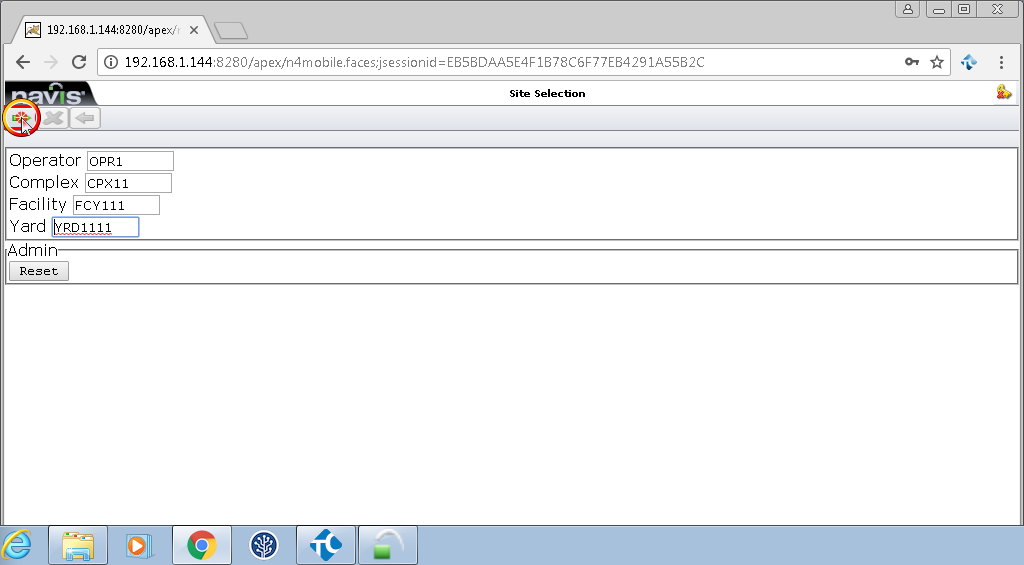 192.168.1.144:8280/apex/
192.168.1.144:8280/apex/n4mobile.faces;jsessionid=EB5BDAA5E4F1B78C6F77EB4291A55B2C
navis
Site Selection
Operator OPR1
Complex CPX11
Facility FCY111
Yard YRD1111
Admin
Reset